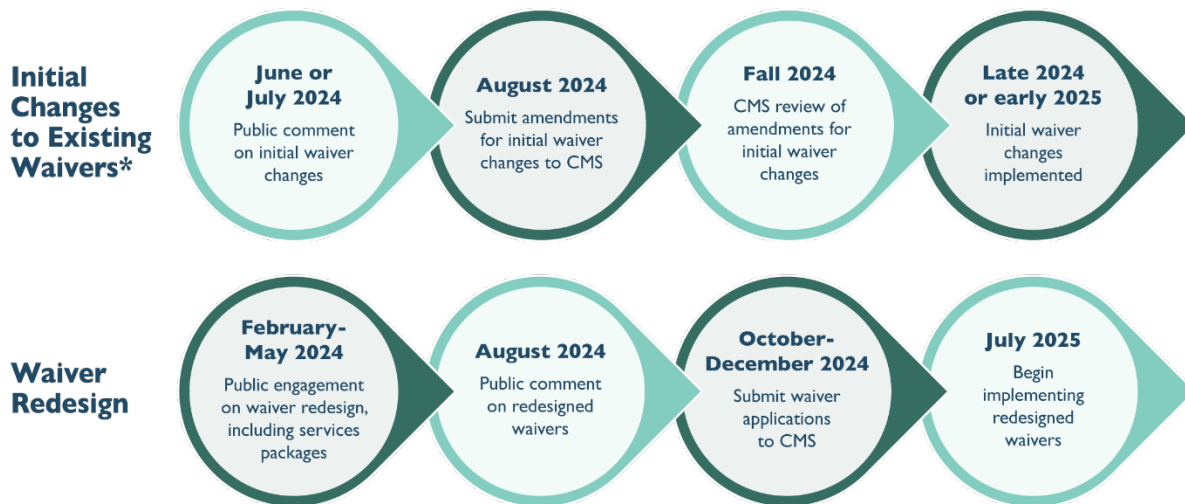 Initial
Changes
to Existing
Waivers*
June or
July 2024
Public comment
on initial waiver
changes
August 2024
Submit amendments
for initial waiver
changes to CMS
Fall 2024
CMS review of
amendments for
initial waiver
changes
Late 2024
or early 2025
Initial waiver
changes
implemented
Waiver
Redesign
February-
May 2024
Public engagement
on waiver redesign,
including services
packages
August 2024
Public comment
on redesigned
waivers
October-
December 2024
Submit waiver
applications
to CMS
July 2025
Begin
implementing
redesigned
waivers